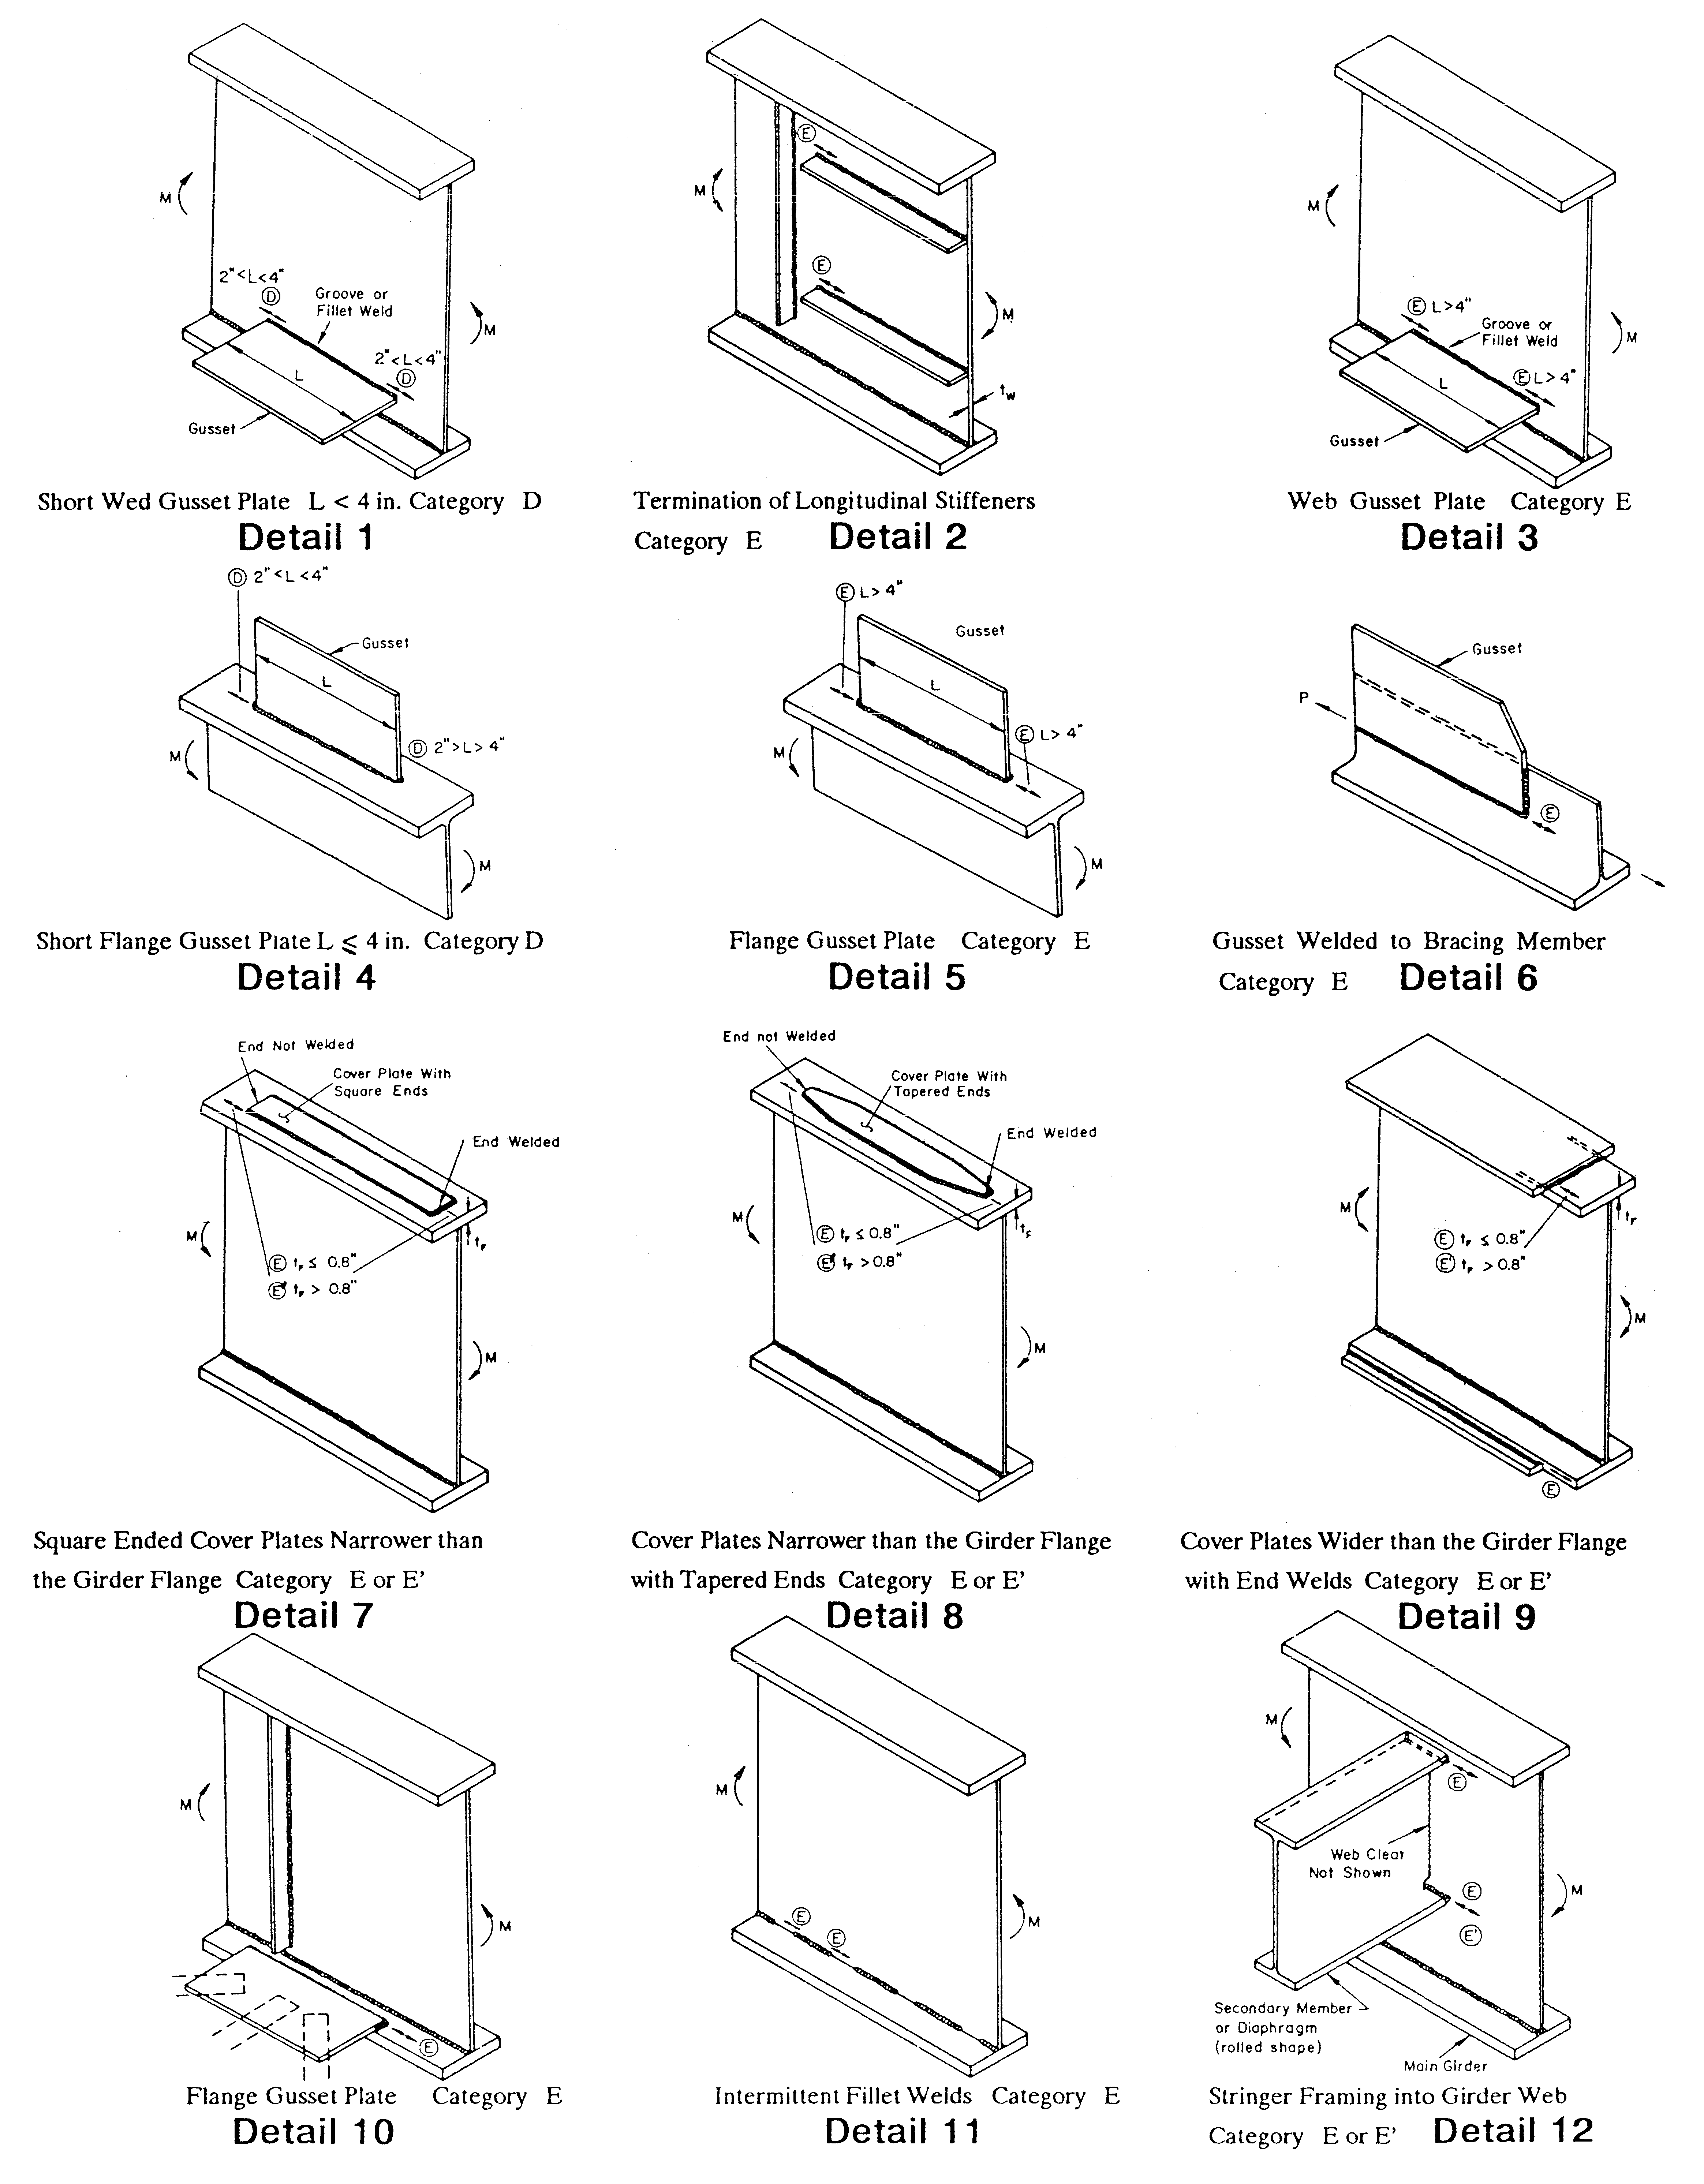 M
2"<L<4"
D
Groove or
Fillet Weld
2"<L<4"
D
L
M
Gusset
Short Wed Gusset Plate L < 4 in. Category D
Detail 1
E
M
E
M
tw
Termination of Longitudinal Stiffeners
Category E
Detail 2
M
E L>4"
Groove or
Fillet Weld
E L>4"
L
M
Gusset
Web Gusset Plate Category E
Detail 3
D 2"<L<4"
Gusset
L
M
D 2">L>4"
M
Short Flange Gusset Plate L ⩽ 4 in. Category D
Detail 4
E L>4"
Gusset
L
M
E L>4"
M
Flange Gusset Plate Category E
Detail 5
Gusset
P
E
Gusset Welded to Bracing Member
Category E
Detail 6
End Not Welded
Cover Plate With
Square Ends
End Welded
M
tF
E tF ≤ 0.8"
E' tF > 0.8"
M
Square Ended Cover Plates Narrower than
the Girder Flange Category E or E'
Detail 7
End not Welded
Cover Plate With
Tapered Ends
End Welded
M
tF
E tF ≤ 0.8"
E' tF > 0.8"
M
Cover Plates Narrower than the Girder Flange
with Tapered Ends Category E or E'
Detail 8
M
tF
E tF ≤ 0.8"
E' tF > 0.8"
M
E
Cover Plates Wider than the Girder Flange
with End Welds Category E or E'
Detail 9
M
M
E
Flange Gusset Plate Category E
Detail 10
M
E
E
M
Intermittent Fillet Welds Category E
Detail 11
M
E
Web Cleat
Not Shown
E
M
E'
Secondary Member
or Diaphragm
(rolled shape)
Main Girder
Stringer Framing into Girder Web
Category E or E'
Detail 12